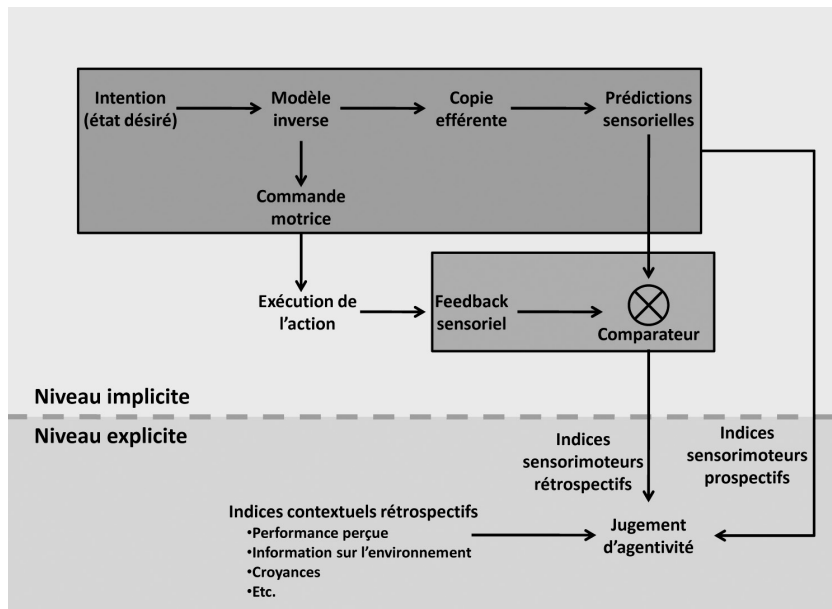 Intention
(état désiré)
Modèle
inverse
Copie
efférente
Prédictions
sensorielles
Commande
motrice
Exécution de
l'action
Feedback
sensoriel
Comparateur
Niveau implicite
Niveau explicite
Indices
sensorimoteurs
rétrospectifs
Indices
sensorimoteurs
prospectifs
Indices contextuels rétrospectifs
•Performance perçue
•Information sur l'environnement
•Croyances
•Etc.
Jugement
d'agentivité